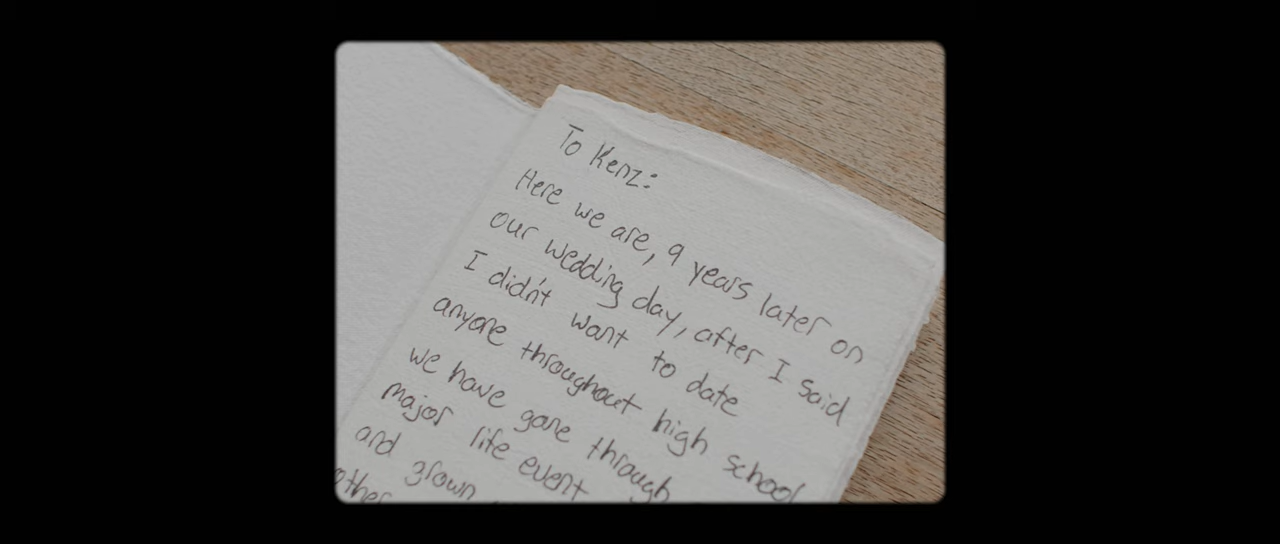 To Kenz:
Here we are, 9 years later on
our wedding day, after I said
I didn't want to date
anyone throughout high school
we have gone through
major life event
and grown
other